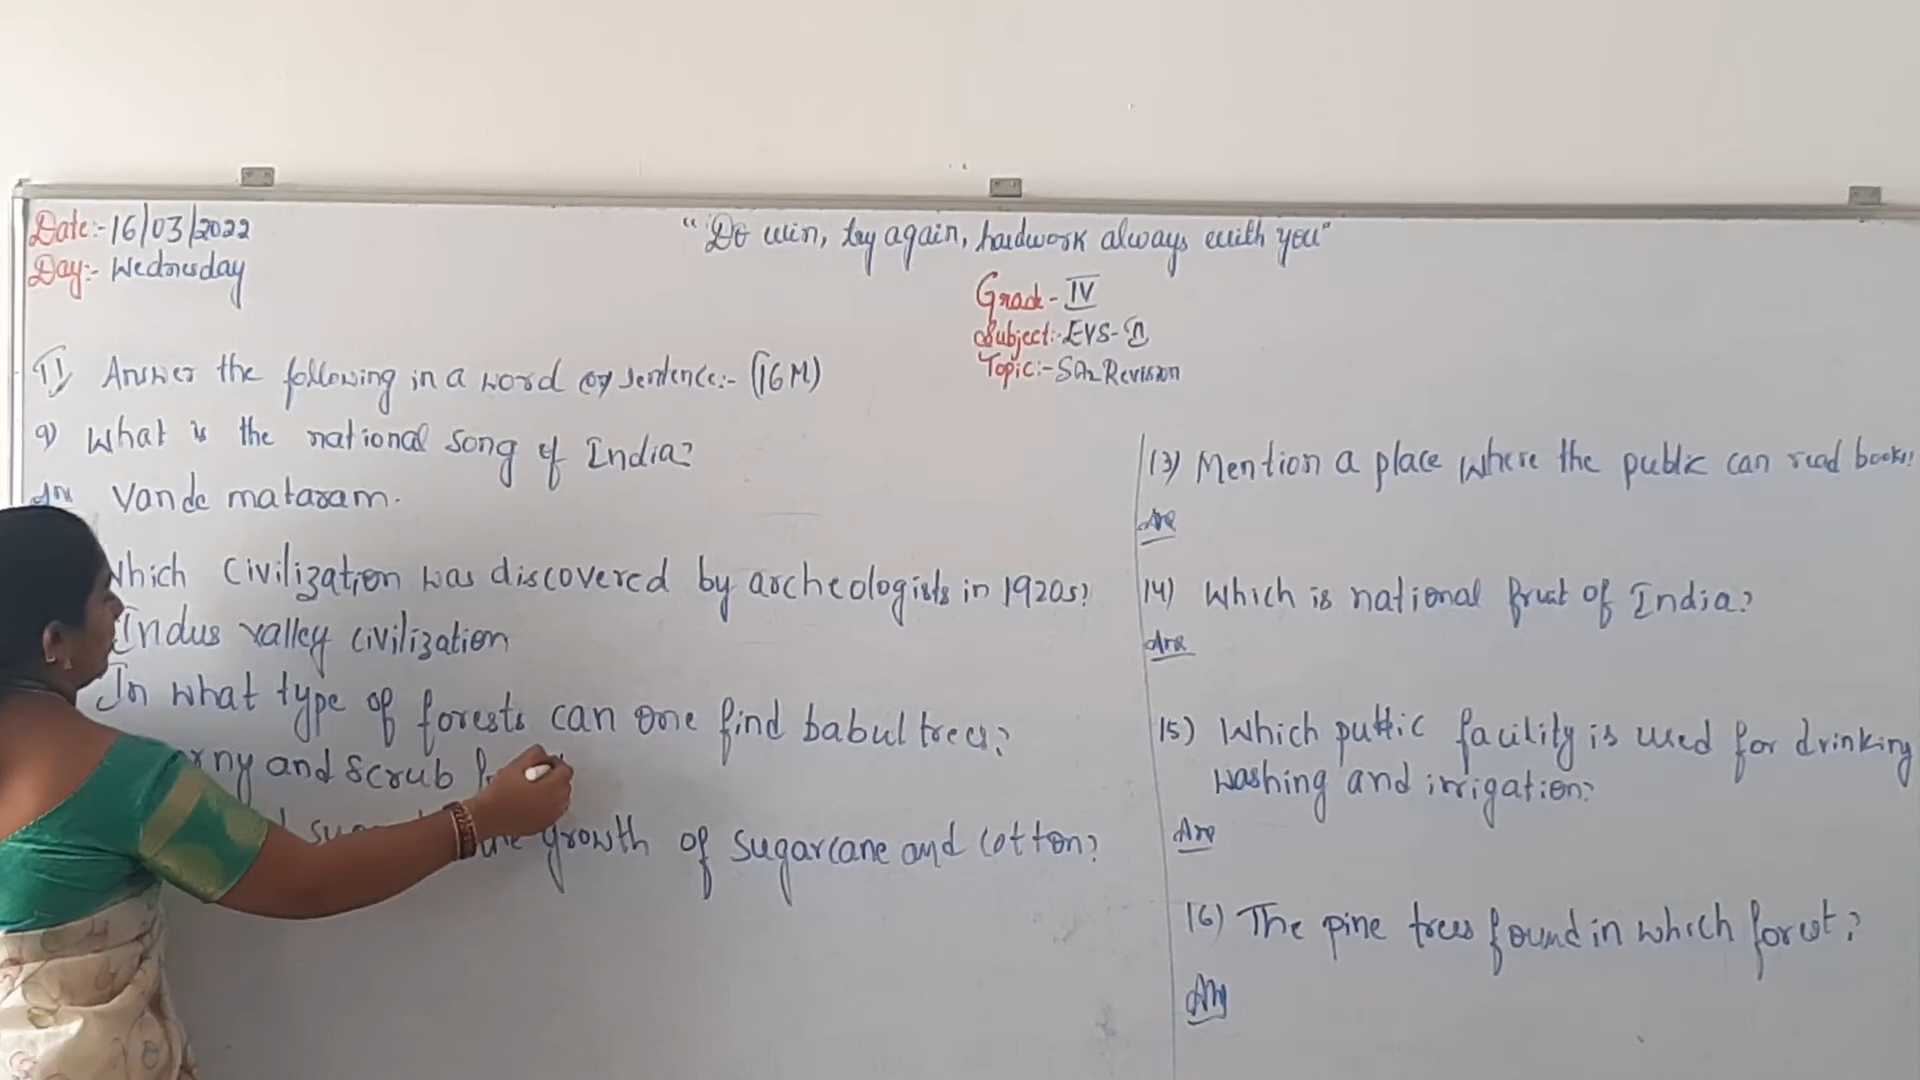 Date:- 16/03/2022
Day:- Wednesday
"Do win, try again, hardwork always with you"
Grade - IV
Subject:- EVS-II
Topic:- SA2 Revision
II) Answer the following in a word or sentence:- (16M)
9) What is the national song of India?
Ans Vande mataram.
Which civilization was discovered by archeologists in 1920s?
Indus valley civilization
In what type of forests can one find babul trees?
rny and scrub
growth of sugarcane and cotton?
13) Mention a place where the public can read books?
Ans
14) Which is national fruit of India?
Ans
15) Which public facility is used for drinking
washing and irrigation?
Ans
16) The pine trees found in which forest?
Ans